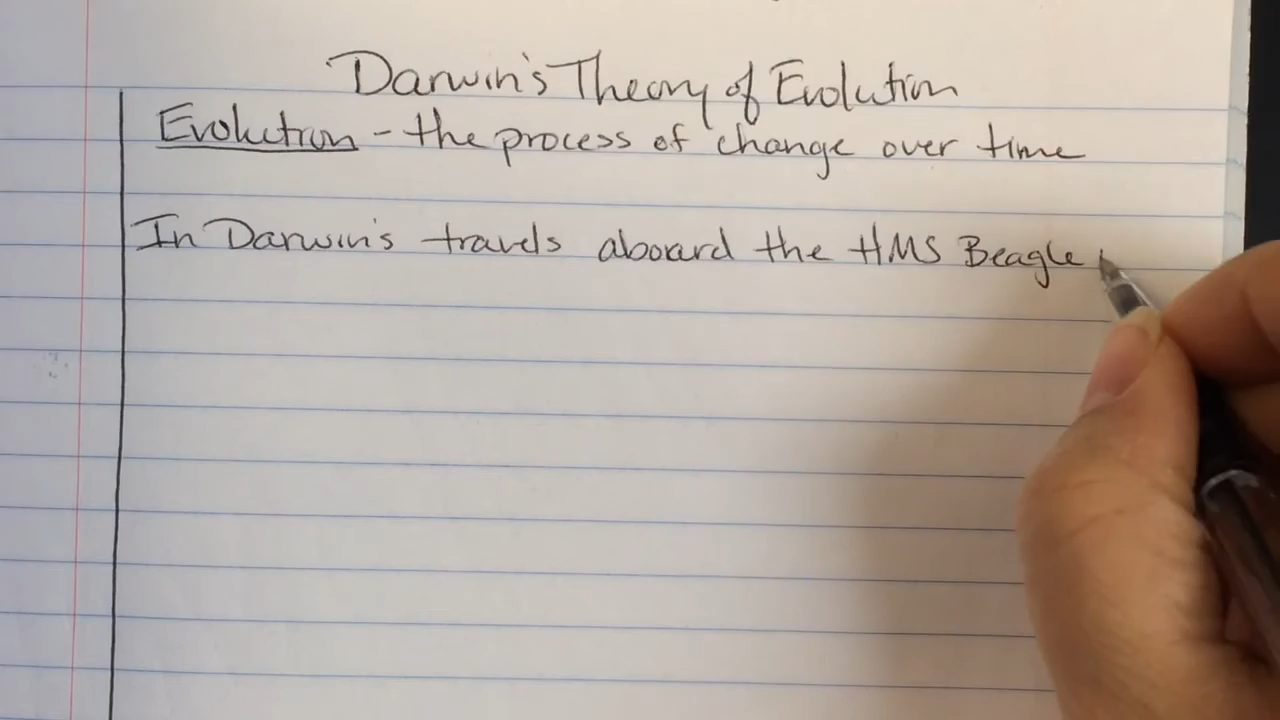 Darwin's Theory of Evolution
Evolution - the process of change over time
In Darwin's travels aboard the HMS Beagle,